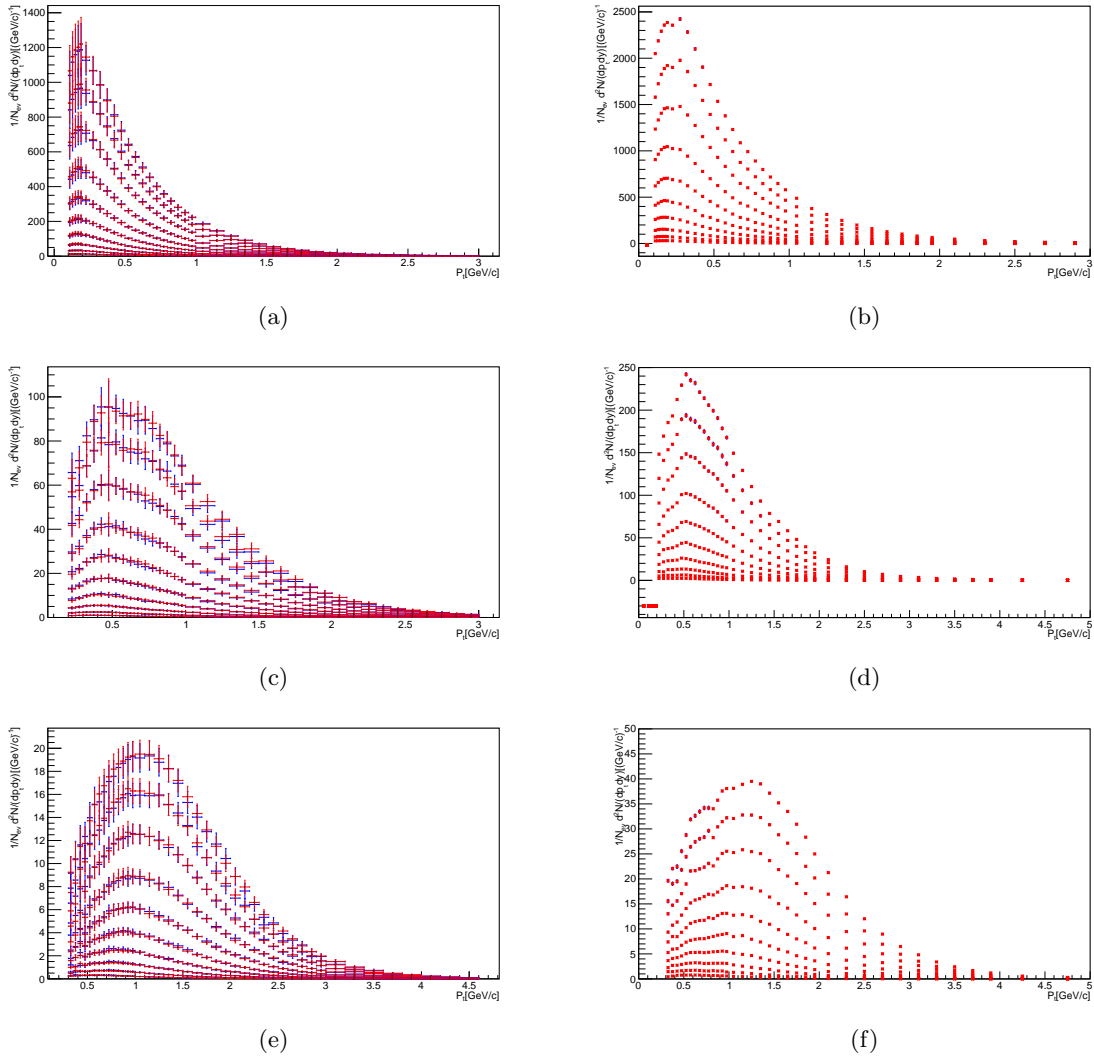 1/N_ev d²N/(dp_t dy)[(GeV/c)⁻¹]
1400
1200
1000
800
600
400
200
0
0 0.5 1 1.5 2 2.5 3
P_t[GeV/c]
(a)
1/N_ev d²N/(dp_t dy)[(GeV/c)⁻¹
2500
2000
1500
1000
500
0
0 0.5 1 1.5 2 2.5 3
P_t[GeV/c]
(b)
1/N_ev d²N/(dp_t dy)[(GeV/c)⁻¹]
100
80
60
40
20
0
0.5 1 1.5 2 2.5 3
P_t[GeV/c]
(c)
1/N_ev d²N/(dp_t dy)[(GeV/c)⁻¹
250
200
150
100
50
0
0 0.5 1 1.5 2 2.5 3 3.5 4 4.5 5
P_t[GeV/c]
(d)
1/N_ev d²N/(dp_t dy)[(GeV/c)⁻¹]
20
18
16
14
12
10
8
6
4
2
0
0.5 1 1.5 2 2.5 3 3.5 4 4.5
P_t[GeV/c]
(e)
1/N_ev d²N/(dp_t dy)[(GeV/c)⁻¹
50
45
40
35
30
25
20
15
10
5
0
0 0.5 1 1.5 2 2.5 3 3.5 4 4.5 5
P_t[GeV/c]
(f)